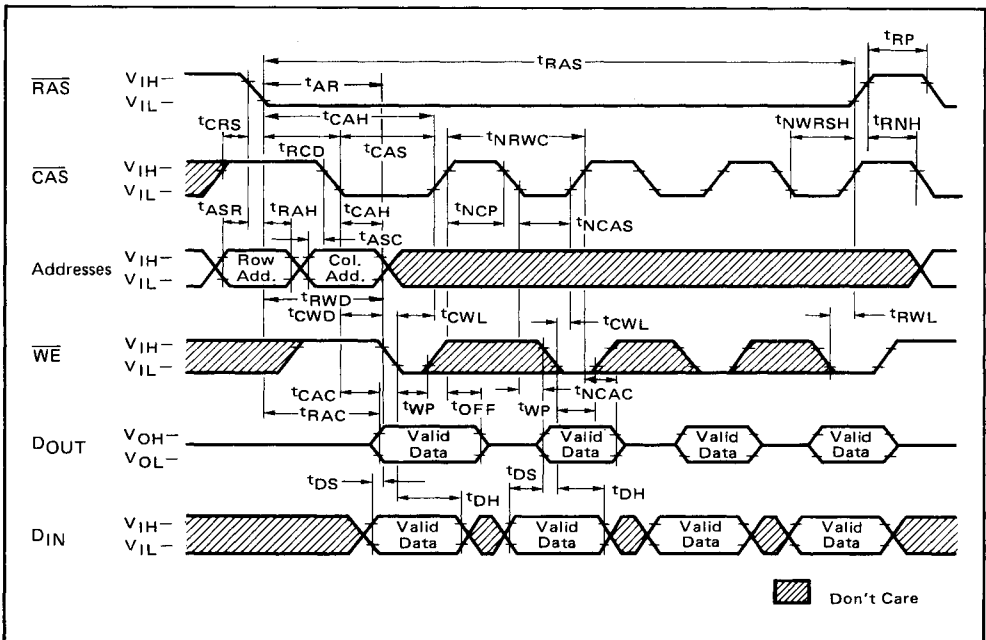 tRP
tRAS
RAS
VIH–
VIL–
tAR
tCAH
tCRS
tNWRSH
tRNH
tNRWC
tRCD
tCAS
CAS
VIH–
VIL–
tASR
tRAH
tCAH
tNCP
tNCAS
tASC
Addresses
VIH–
VIL–
Row
Add.
Col.
Add.
tRWD
tCWD
tCWL
tCWL
tRWL
WE
VIH–
VIL–
tCAC
tRAC
tWP
tOFF
tWP
tNCAC
DOUT
VOH–
VOL–
Valid
Data
Valid
Data
Valid
Data
Valid
Data
tDS
tDH
tDS
tDH
DIN
VIH–
VIL–
Valid
Data
Valid
Data
Valid
Data
Valid
Data
Don't Care